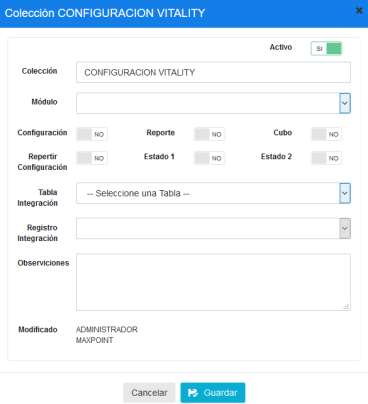 Colección CONFIGURACION VITALITY
×
Activo SI
Colección CONFIGURACION VITALITY
Módulo
Configuración NO Reporte NO Cubo NO
Repertir NO Estado 1 NO Estado 2 NO
Configuración
Tabla -- Seleccione una Tabla --
Integración
Registro
Integración
Observiciones
Modificado ADMINISTRADOR
MAXPOINT
Cancelar Guardar